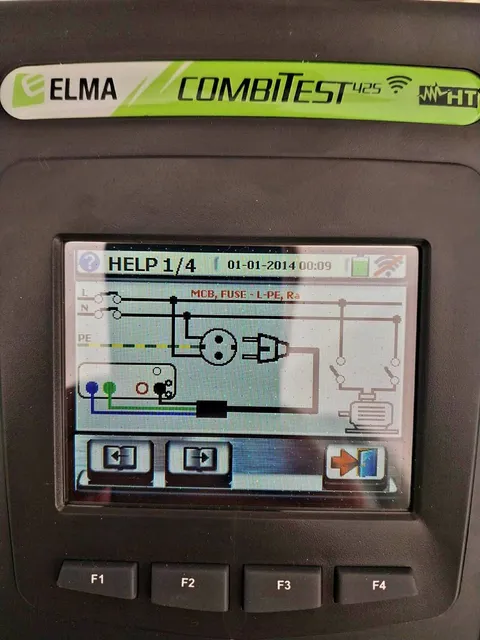 ELMA COMBITEST 425 HT
? HELP 1/4 01-01-2014 00:09
L MCB, FUSE - L-PE, Ra
N
PE
F1 F2 F3 F4